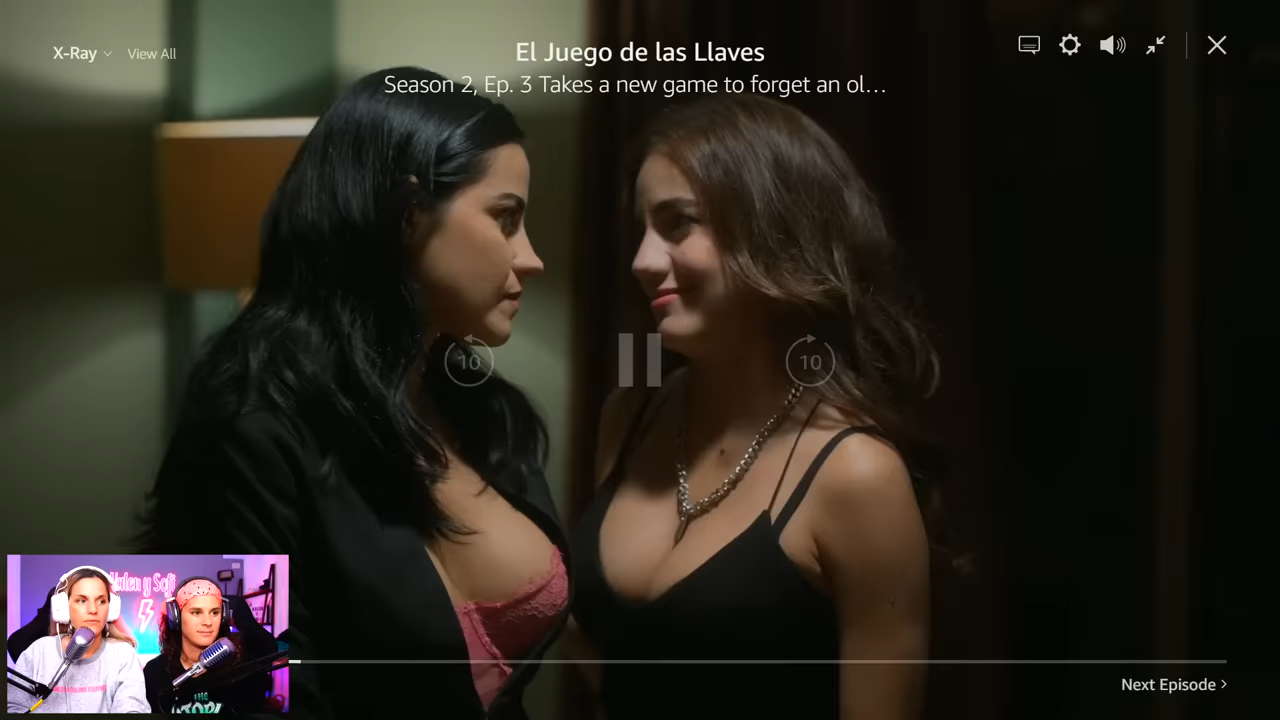 X-Ray
View All
El Juego de las Llaves
Season 2, Ep. 3 Takes a new game to forget an ol...
10
10
y Sofi
Next Episode